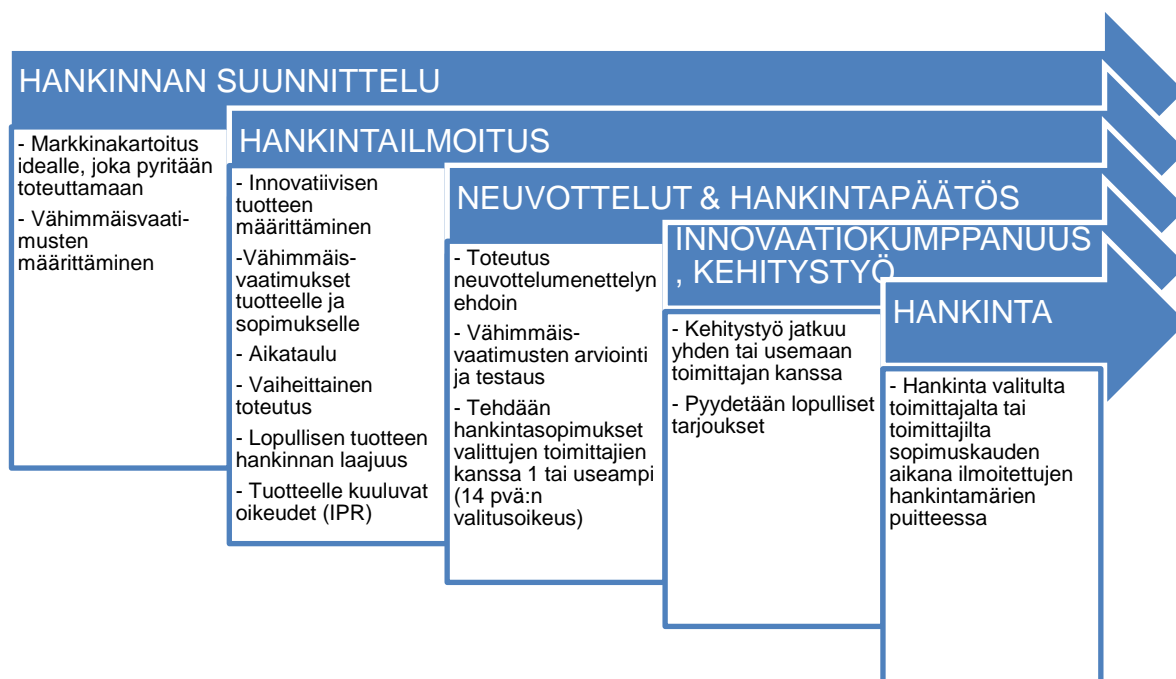 HANKINNAN SUUNNITTELU
- Markkinakartoitus
idealle, joka pyritään
toteuttamaan
- Vähimmäisvaati-
musten
määrittäminen
HANKINTAILMOITUS
- Innovatiivisen
tuotteen
määrittäminen
-Vähimmäis-
vaatimukset
tuotteelle ja
sopimukselle
- Aikataulu
- Vaiheittainen
toteutus
- Lopullisen tuotteen
hankinnan laajuus
- Tuotteelle kuuluvat
oikeudet (IPR)
NEUVOTTELUT & HANKINTAPÄÄTÖS
- Toteutus
neuvottelumenettelyn
ehdoin
- Vähimmäis-
vaatimusten arviointi
ja testaus
- Tehdään
hankintasopimukset
valittujen toimittajien
kanssa 1 tai useampi
(14 pvä:n
valitusoikeus)
INNOVAATIOKUMPPANUUS
, KEHITYSTYÖ
- Kehitystyö jatkuu
yhden tai usemaan
toimittajan kanssa
- Pyydetään lopulliset
tarjoukset
HANKINTA
- Hankinta valitulta
toimittajalta tai
toimittajilta
sopimuskauden
aikana ilmoitettujen
hankintamärien
puitteessa